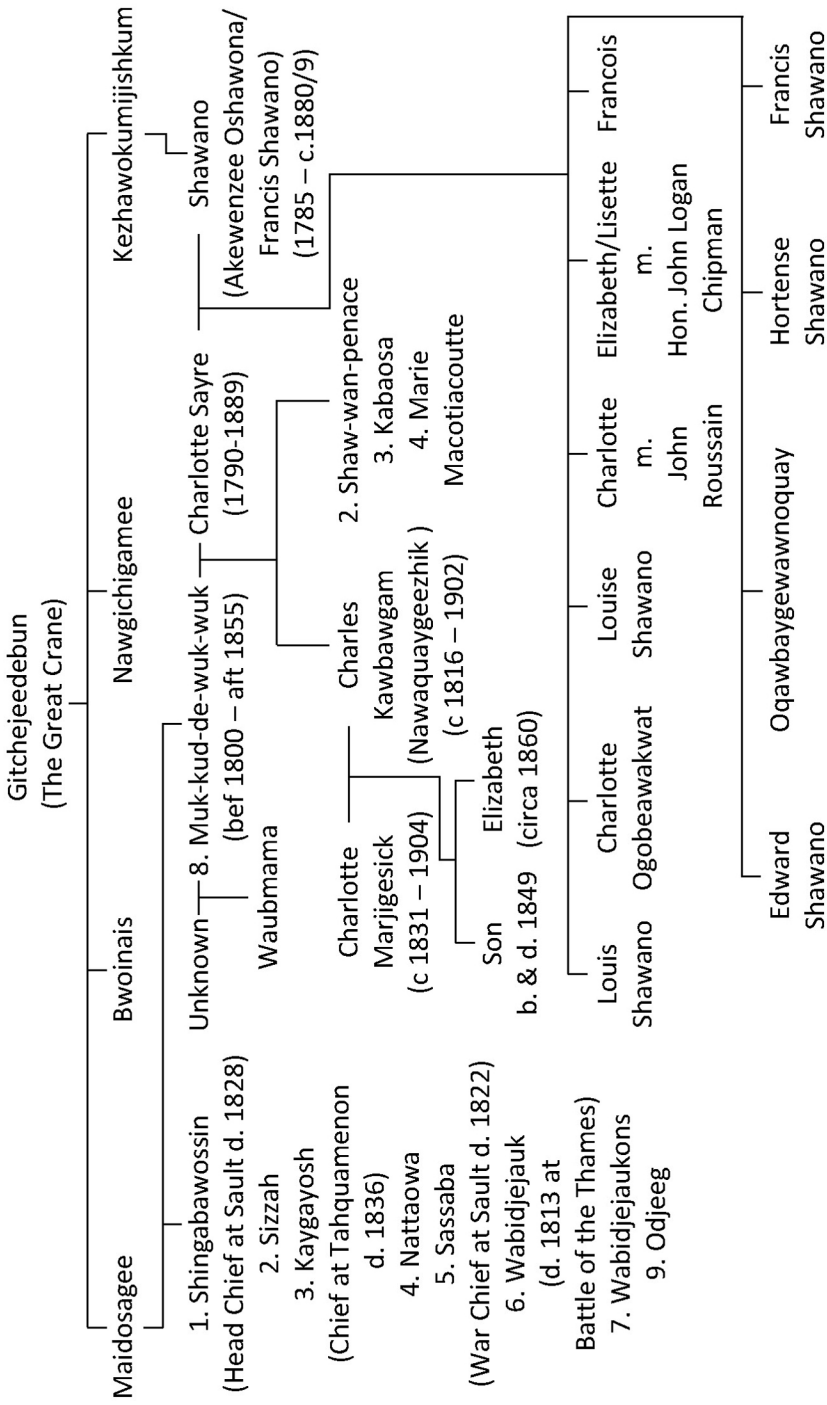 Gitchejeedebun
(The Great Crane)
Maidosagee
Bwoinais
Nawgichigamee
Kezhawokumijishkum
1. Shingabawossin
(Head Chief at Sault d. 1828)
2. Sizzah
3. Kaygayosh
(Chief at Tahquamenon
d. 1836)
4. Nattaowa
5. Sassaba
(War Chief at Sault d. 1822)
6. Wabidjejauk
(d. 1813 at
Battle of the Thames)
7. Wabidjejaukons
9. Odjeeg
Unknown
8. Muk-kud-de-wuk-wuk
(bef 1800 – aft 1855)
Charlotte Sayre
(1790-1889)
Shawano
(Akewenzee Oshawona/
Francis Shawano)
(1785 – c.1880/9)
Waubmama
Charlotte
Marjigesick
(c 1831 – 1904)
Charles
Kawbawgam
(Nawaquaygeezhik )
(c 1816 – 1902)
2. Shaw-wan-penace
3. Kabaosa
4. Marie
Macotiacoutte
Son
b. & d. 1849
Elizabeth
(circa 1860)
Louis
Shawano
Charlotte
Ogobeawakwat
Louise
Shawano
Charlotte
m.
John
Roussain
Elizabeth/Lisette
m.
Hon. John Logan
Chipman
Francois
Edward
Shawano
Oqawbaygewawnoquay
Hortense
Shawano
Francis
Shawano